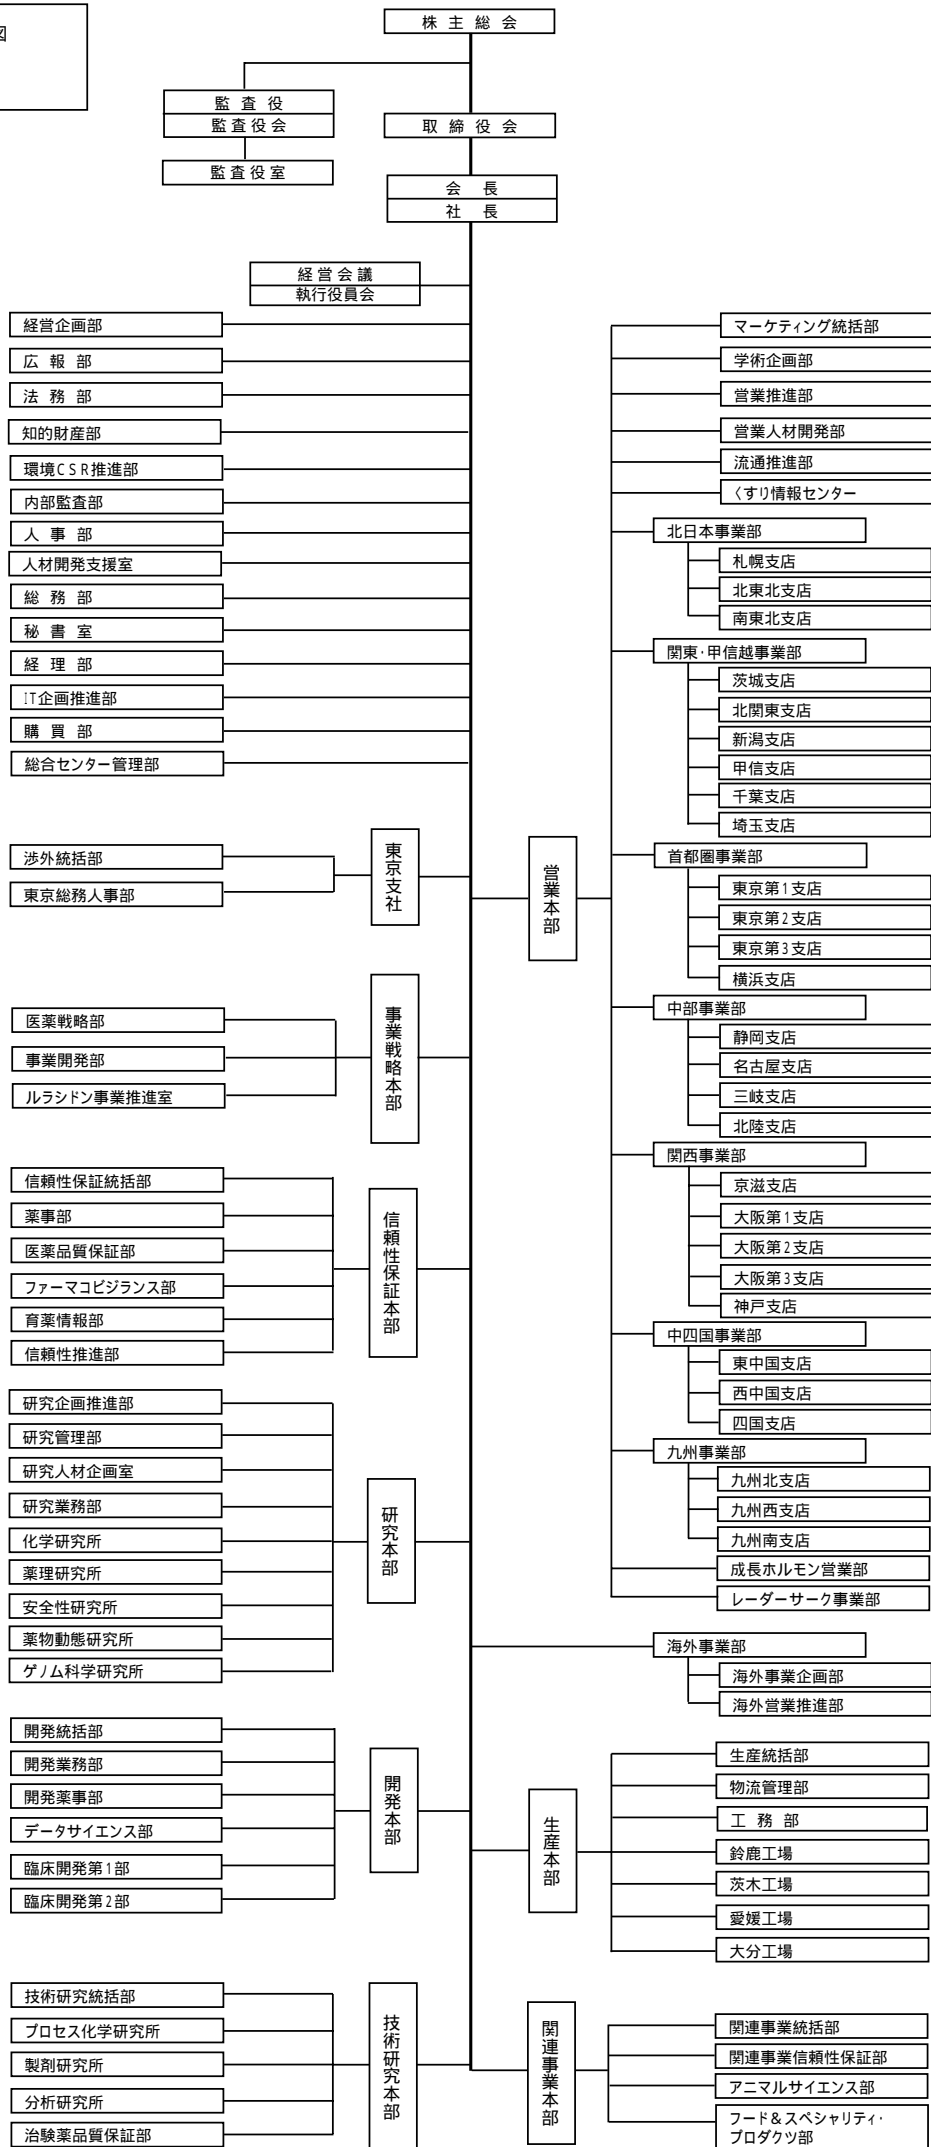 図
株 主 総 会
監 査 役
監 査 役 会
監 査 役 室
取 締 役 会
会 長
社 長
経 営 会 議
執行役員会
経営企画部
広 報 部
法 務 部
知的財産部
環境CSR推進部
内部監査部
人 事 部
人材開発支援室
総 務 部
秘 書 室
経 理 部
IT企画推進部
購 買 部
総合センター管理部
東京支社
渉外統括部
東京総務人事部
事業戦略本部
医薬戦略部
事業開発部
ルラシドン事業推進室
信頼性保証本部
信頼性保証統括部
薬事部
医薬品質保証部
ファーマコビジランス部
育薬情報部
信頼性推進部
研究本部
研究企画推進部
研究管理部
研究人材企画室
研究業務部
化学研究所
薬理研究所
安全性研究所
薬物動態研究所
ゲノム科学研究所
開発本部
開発統括部
開発業務部
開発薬事部
データサイエンス部
臨床開発第1部
臨床開発第2部
技術研究本部
技術研究統括部
プロセス化学研究所
製剤研究所
分析研究所
治験薬品質保証部
営業本部
マーケティング統括部
学術企画部
営業推進部
営業人材開発部
流通推進部
くすり情報センター
北日本事業部
札幌支店
北東北支店
南東北支店
関東・甲信越事業部
茨城支店
北関東支店
新潟支店
甲信支店
千葉支店
埼玉支店
首都圏事業部
東京第1支店
東京第2支店
東京第3支店
横浜支店
中部事業部
静岡支店
名古屋支店
三岐支店
北陸支店
関西事業部
京滋支店
大阪第1支店
大阪第2支店
大阪第3支店
神戸支店
中四国事業部
東中国支店
西中国支店
四国支店
九州事業部
九州北支店
九州西支店
九州南支店
成長ホルモン営業部
レーダーサーク事業部
海外事業部
海外事業企画部
海外営業推進部
生産本部
生産統括部
物流管理部
工 務 部
鈴鹿工場
茨木工場
愛媛工場
大分工場
関連事業本部
関連事業統括部
関連事業信頼性保証部
アニマルサイエンス部
フード＆スペシャリティ・
プロダクツ部